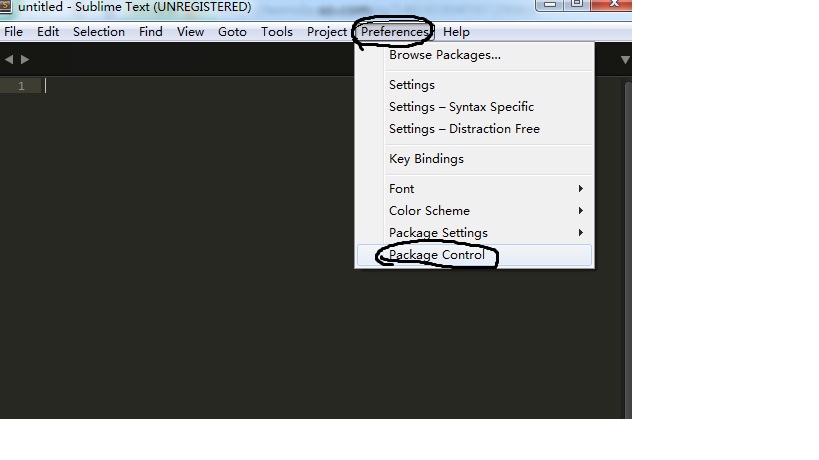 untitled - Sublime Text (UNREGISTERED)
File Edit Selection Find View Goto Tools Project Preferences Help
Browse Packages...
1
Settings
Settings – Syntax Specific
Settings – Distraction Free
Key Bindings
Font
Color Scheme
Package Settings
Package Control